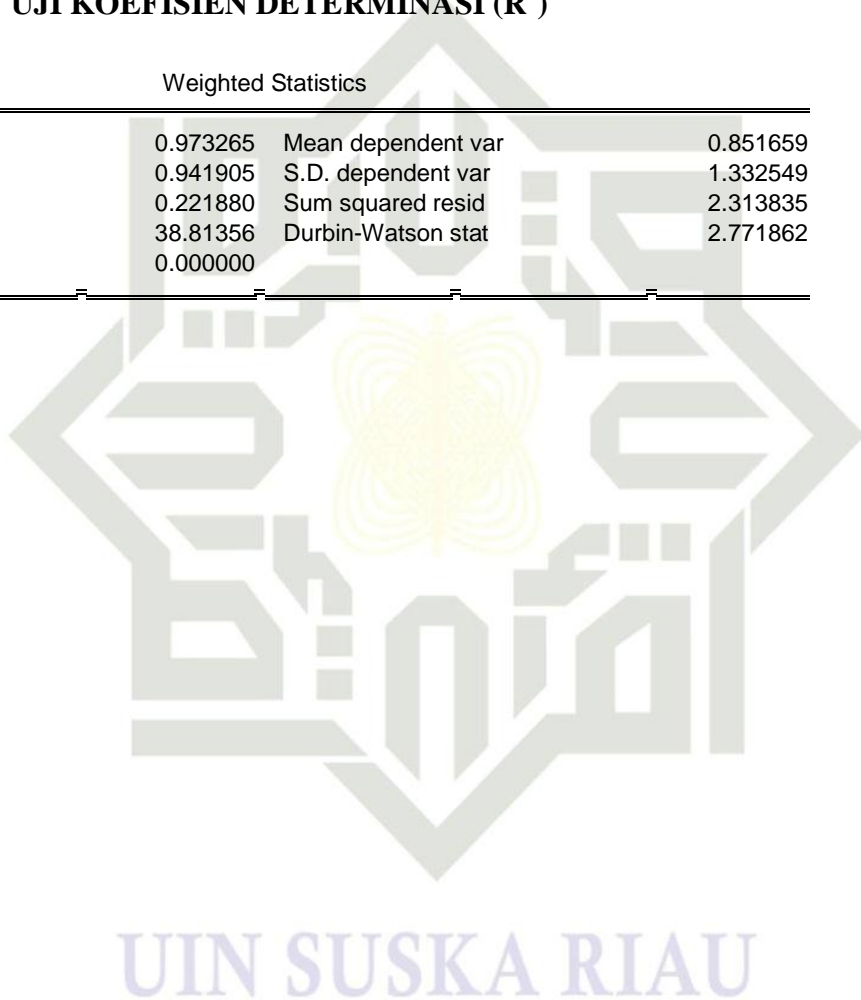 UJI KOEFISIEN DETERMINASI (R )
Weighted Statistics
0.973265 Mean dependent var 0.851659
0.941905 S.D. dependent var 1.332549
0.221880 Sum squared resid 2.313835
38.81356 Durbin-Watson stat 2.771862
0.000000
UIN SUSKA RIAU